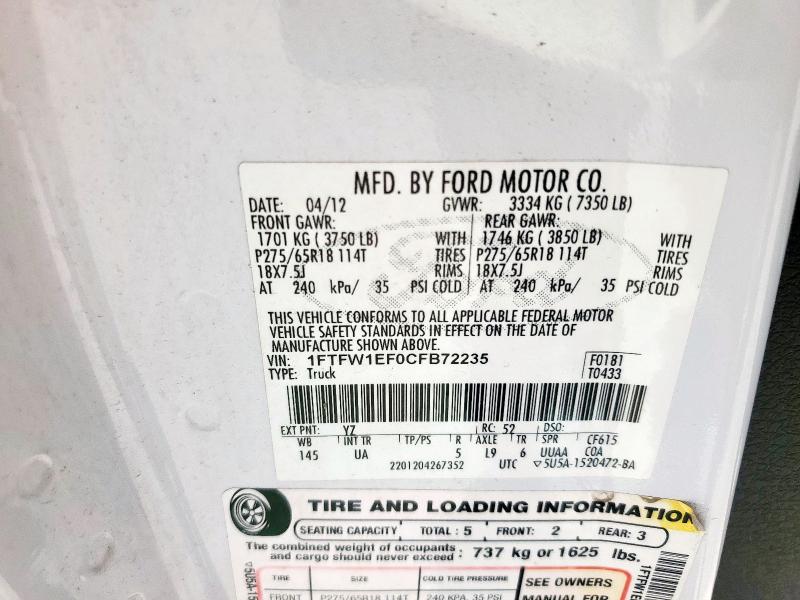 MFD. BY FORD MOTOR CO.
DATE: 04/12 GVWR: 3334 KG ( 7350 LB)
FRONT GAWR: REAR GAWR:
1701 KG ( 3750 LB) WITH 1746 KG ( 3850 LB) WITH
P275/65R18 114T TIRES P275/65R18 114T TIRES
18X7.5J RIMS 18X7.5J RIMS
AT 240 kPa/ 35 PSI COLD AT 240 kPa/ 35 PSI COLD
THIS VEHICLE CONFORMS TO ALL APPLICABLE FEDERAL MOTOR
VEHICLE SAFETY STANDARDS IN EFFECT ON THE DATE OF
MANUFACTURE SHOWN ABOVE.
VIN: 1FTFW1EF0CFB72235 F0181
TYPE: Truck T0433
EXT PNT: YZ RC: 52 DSO:
WB INT TR TP/PS R AXLE TR SPR CF615
145 UA 5 L9 6 UUAA COA
2201204267352 UTC ▽5U5A-1520472-BA
TIRE AND LOADING INFORMATION
SEATING CAPACITY TOTAL : 5 FRONT: 2 REAR: 3
The combined weight of occupants
and cargo should never exceed : 737 kg or 1625 lbs.
TIRE SIZE COLD TIRE PRESSURE SEE OWNERS
FRONT P275/65R18 114T 240 KPA, 35 PSI MANUAL FOR
▽5U5A-15
1FTFW1E